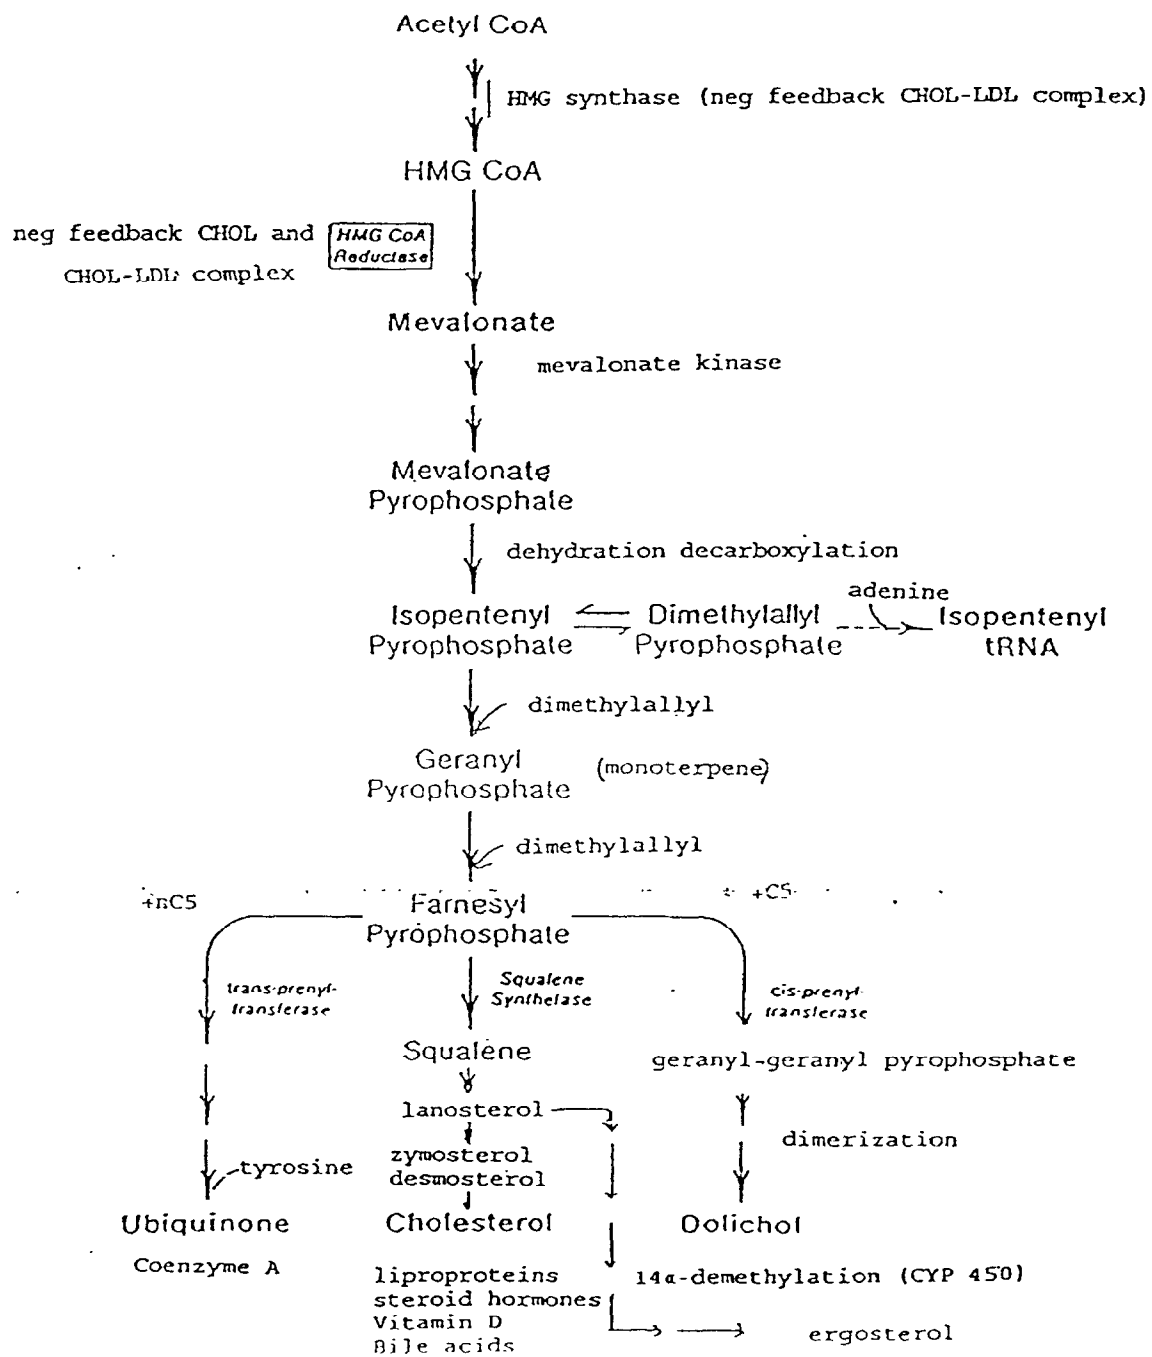 Acetyl CoA
HMG synthase (neg feedback CHOL-LDL complex)
HMG CoA
neg feedback CHOL and
CHOL-LDL complex
HMG CoA
Reductase
Mevalonate
mevalonate kinase
Mevalonate
Pyrophosphate
dehydration decarboxylation
adenine
Isopentenyl
Pyrophosphate
Dimethylallyl
Pyrophosphate
Isopentenyl
tRNA
dimethylallyl
Geranyl
Pyrophosphate
(monoterpene)
dimethylallyl
+nC5
Farnesyl
Pyrophosphate
+C5
trans-prenyl-
transferase
Squalene
Synthetase
cis-prenyl-
transferase
Squalene
geranyl-geranyl pyrophosphate
lanosterol
dimerization
zymosterol
desmosterol
tyrosine
Ubiquinone
Cholesterol
Dolichol
Coenzyme A
liproproteins
steroid hormones
Vitamin D
Bile acids
14α-demethylation (CYP 450)
ergosterol